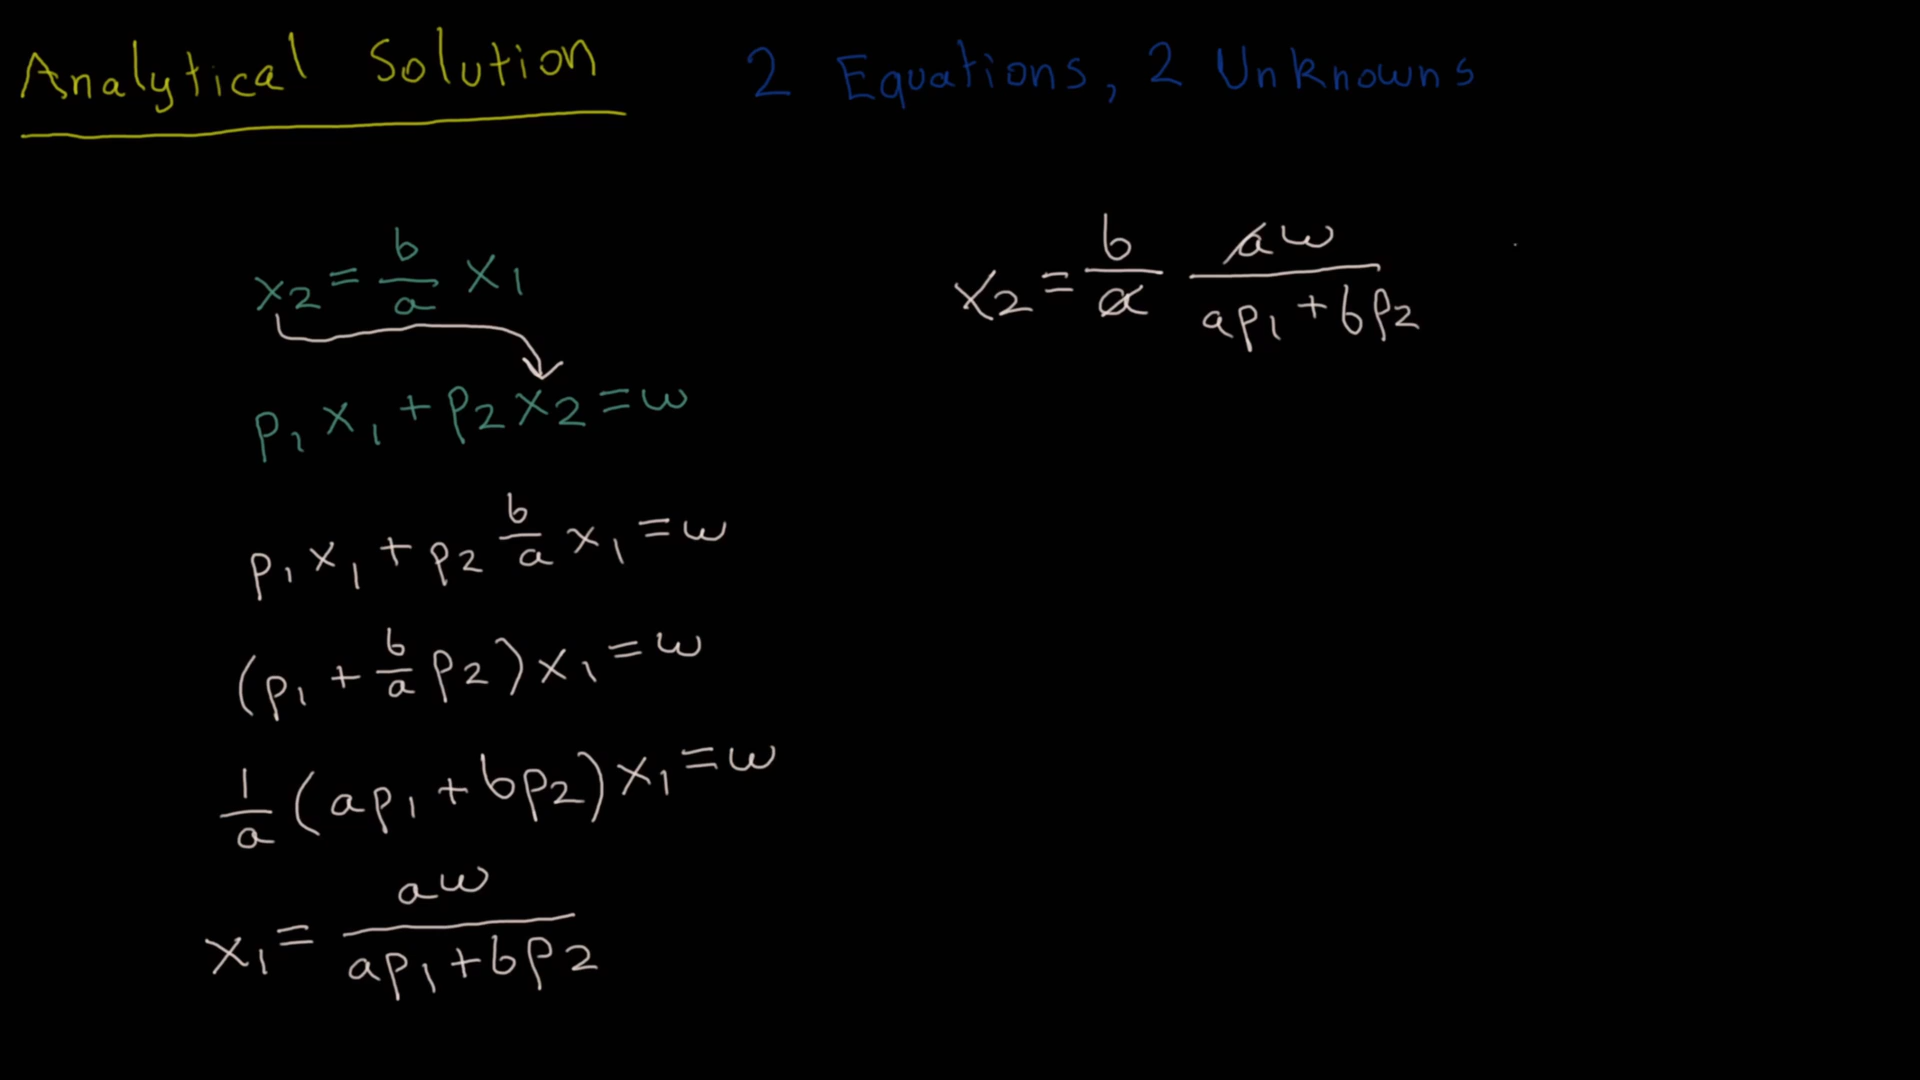 Analytical Solution
2 Equations, 2 Unknowns
x₂ = b/a x₁
p₁x₁ + p₂x₂ = w
p₁x₁ + p₂ b/a x₁ = w
(p₁ + b/a p₂)x₁ = w
1/a (ap₁ + bp₂)x₁ = w
x₁ = aw/(ap₁ + bp₂)
x₂ = b/a aw/(ap₁ + bp₂)